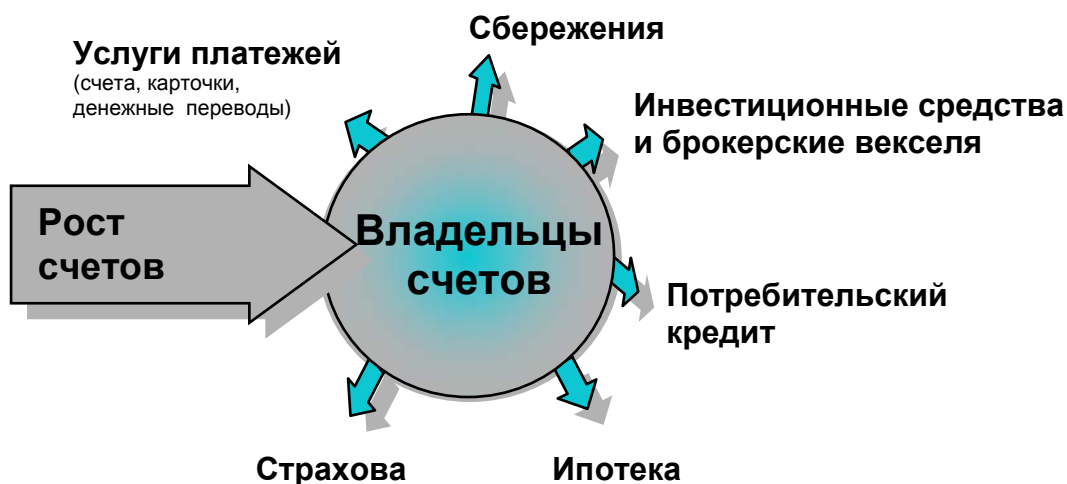 Сбережения
Услуги платежей
(счета, карточки,
денежные переводы)
Инвестиционные средства
и брокерские векселя
Рост
счетов
Владельцы
счетов
Потребительский
кредит
Страхова
Ипотека